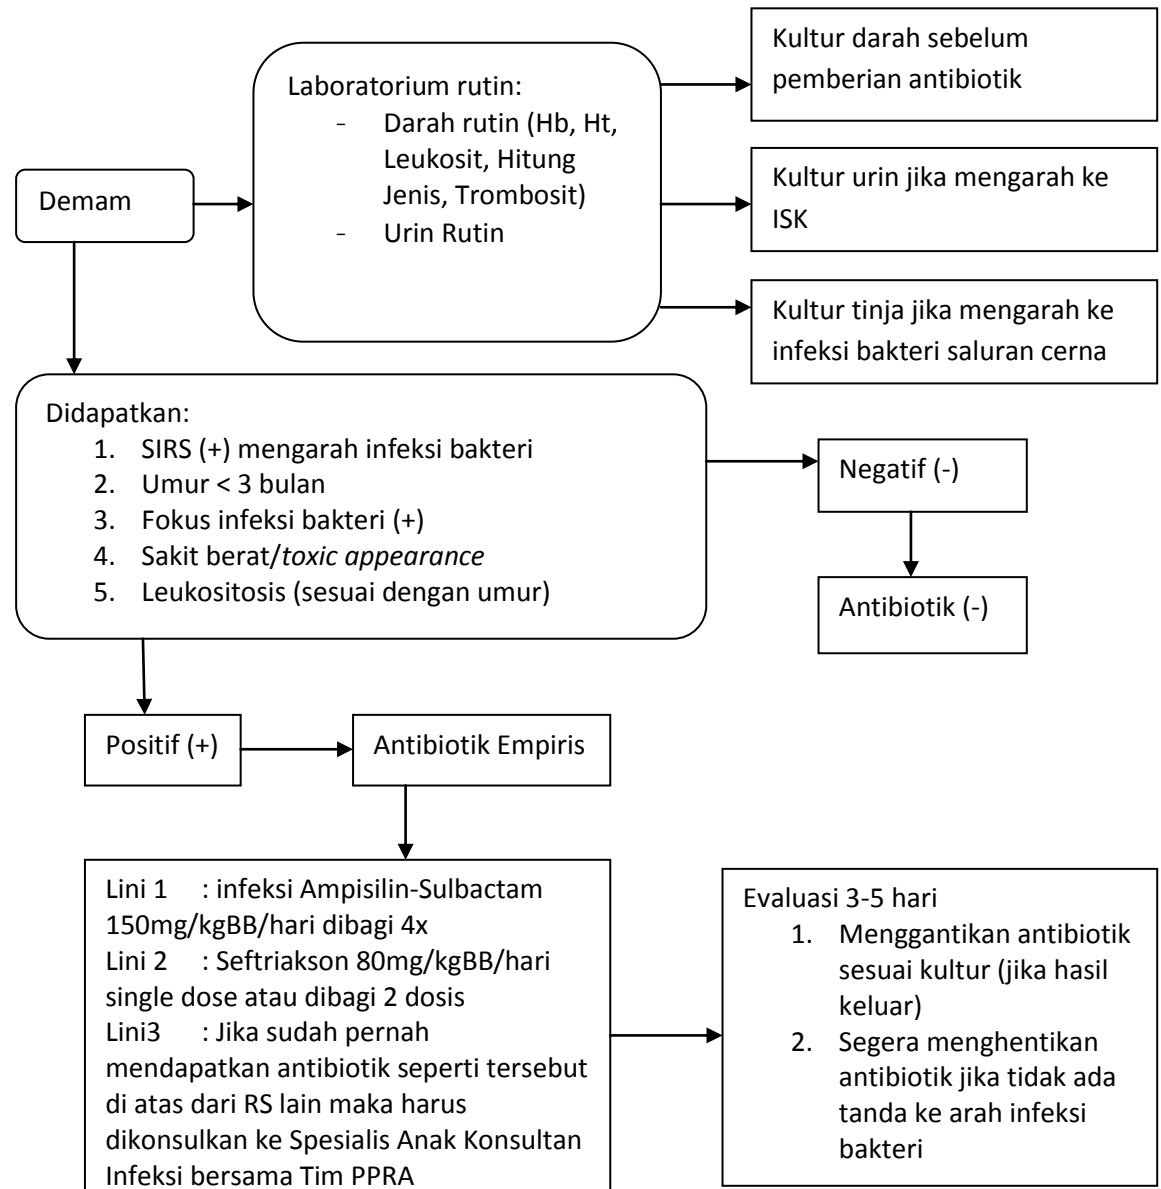 Demam
Laboratorium rutin:
- Darah rutin (Hb, Ht,
Leukosit, Hitung
Jenis, Trombosit)
- Urin Rutin
Kultur darah sebelum
pemberian antibiotik
Kultur urin jika mengarah ke
ISK
Kultur tinja jika mengarah ke
infeksi bakteri saluran cerna
Didapatkan:
1. SIRS (+) mengarah infeksi bakteri
2. Umur < 3 bulan
3. Fokus infeksi bakteri (+)
4. Sakit berat/toxic appearance
5. Leukositosis (sesuai dengan umur)
Negatif (-)
Antibiotik (-)
Positif (+)
Antibiotik Empiris
Lini 1 : infeksi Ampisilin-Sulbactam
150mg/kgBB/hari dibagi 4x
Lini 2 : Seftriakson 80mg/kgBB/hari
single dose atau dibagi 2 dosis
Lini3 : Jika sudah pernah
mendapatkan antibiotik seperti tersebut
di atas dari RS lain maka harus
dikonsulkan ke Spesialis Anak Konsultan
Infeksi bersama Tim PPRA
Evaluasi 3-5 hari
1. Menggantikan antibiotik
sesuai kultur (jika hasil
keluar)
2. Segera menghentikan
antibiotik jika tidak ada
tanda ke arah infeksi
bakteri